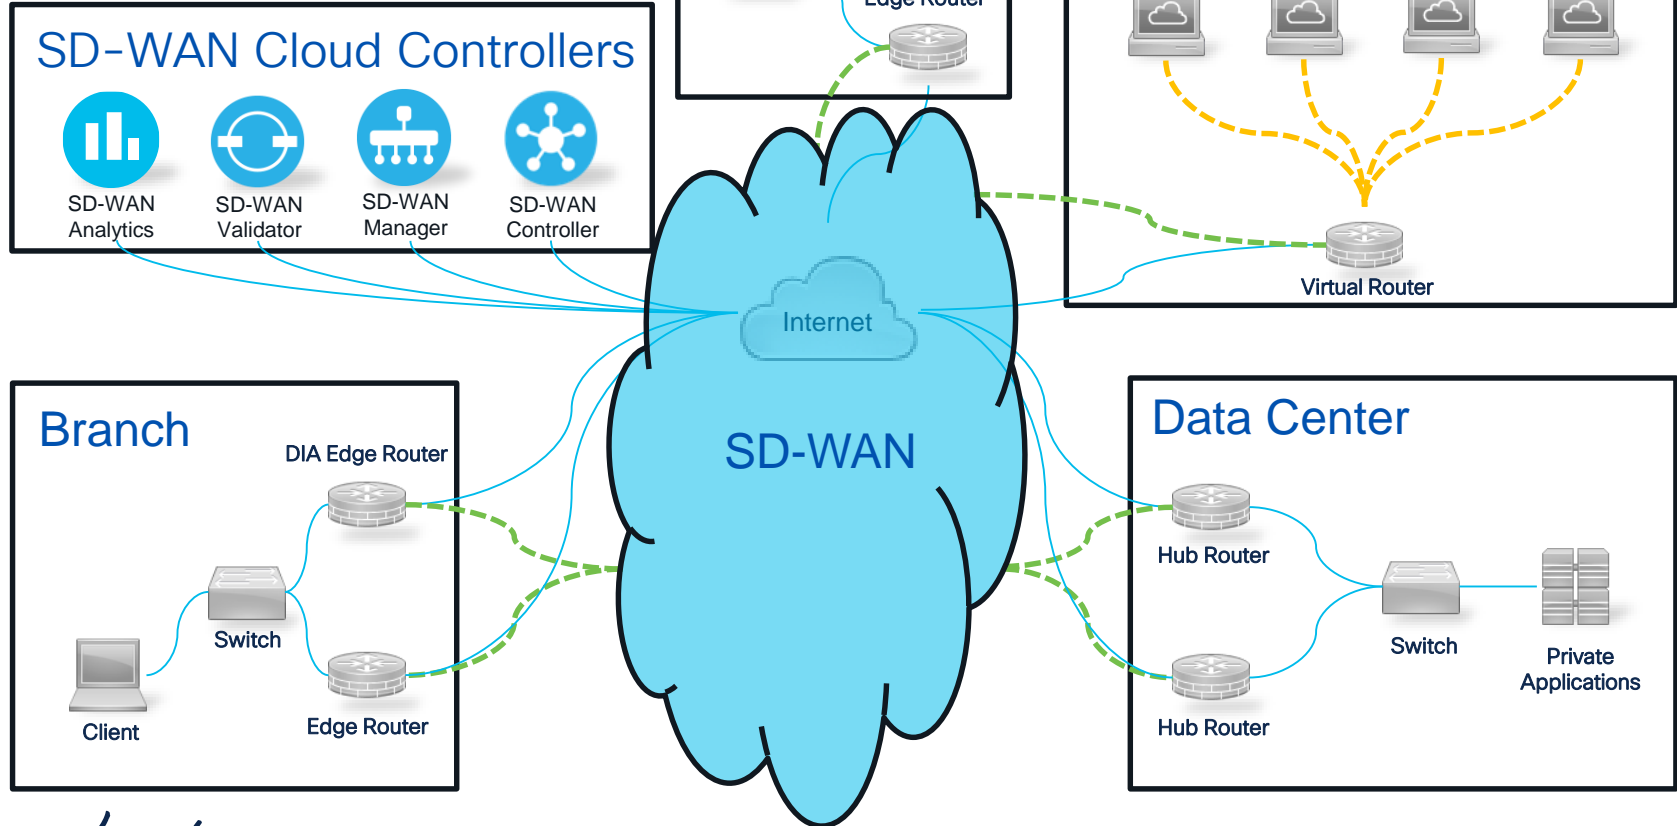 Edge Router
SD-WAN Cloud Controllers
SD-WAN
Analytics
SD-WAN
Validator
SD-WAN
Manager
SD-WAN
Controller
Virtual Router
Internet
SD-WAN
Branch
DIA Edge Router
Switch
Client
Edge Router
Data Center
Hub Router
Switch
Private
Applications
Hub Router